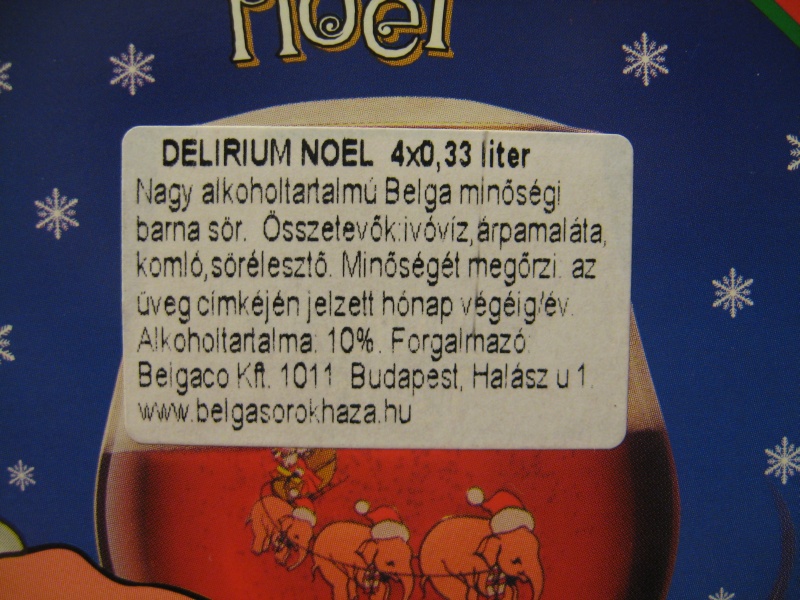 Noël
DELIRIUM NOEL 4x0,33 liter
Nagy alkoholtartalmú Belga minőségi
barna sör. Összetevők:ivóvíz,árpamaláta,
komló,sörélesztő. Minőségét megőrzi: az
üveg címkéjén jelzett hónap végéig/év.
Alkoholtartalma: 10%. Forgalmazó:
Belgaco Kft. 1011 Budapest, Halász u 1.
www.belgasorokhaza.hu